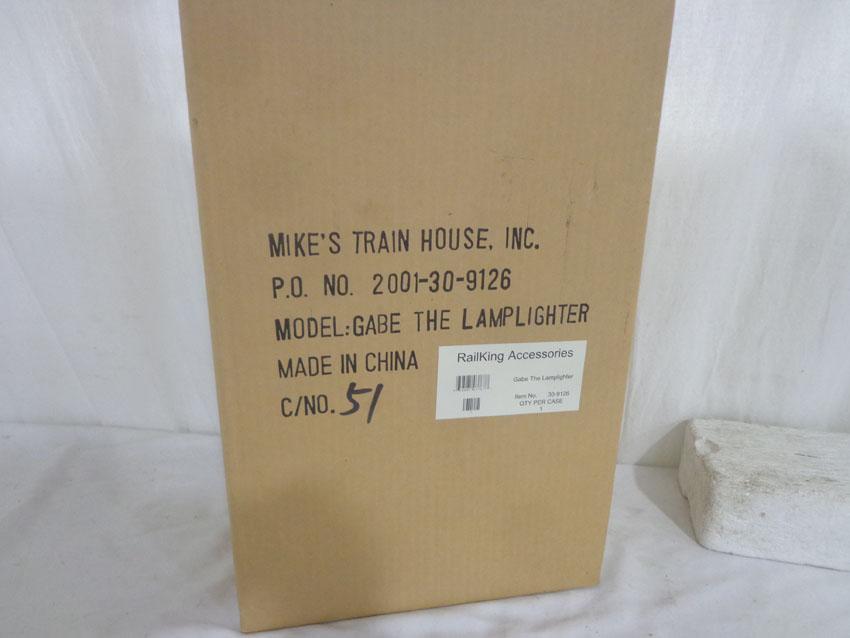 MIKE'S TRAIN HOUSE, INC.
P.O. NO. 2001-30-9126
MODEL:GABE THE LAMPLIGHTER
MADE IN CHINA
C/NO. 51
RailKing Accessories
Gabe The Lamplighter
Item No. 30-9126
QTY PER CASE
1